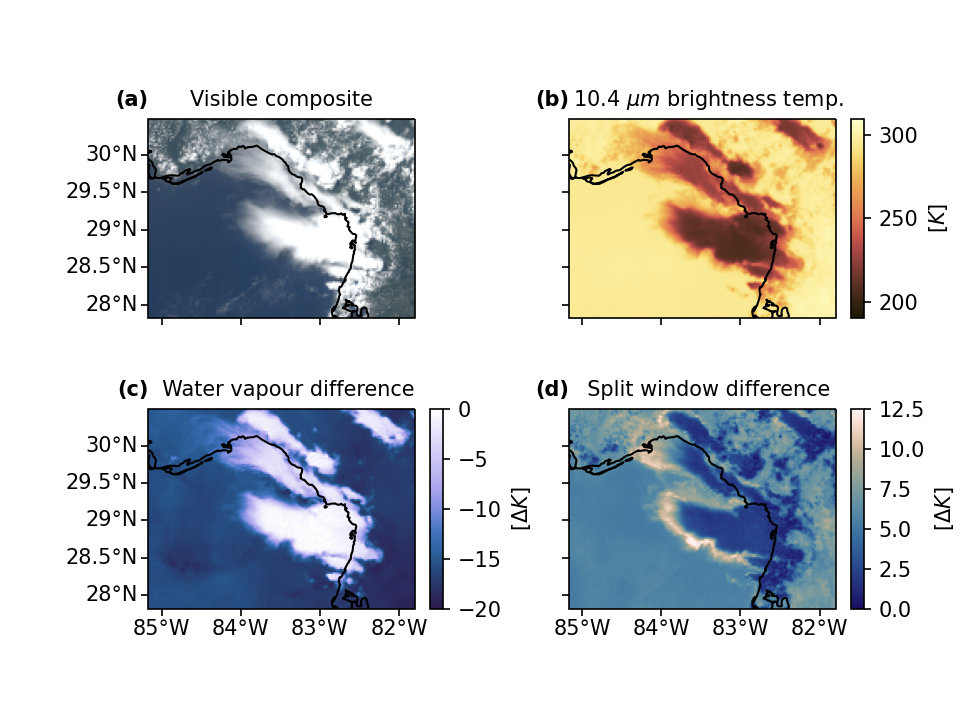 (a) Visible composite
(b) 10.4 μm brightness temp.
30°N
29.5°N
29°N
28.5°N
28°N
300
250
200
[K]
(c) Water vapour difference
(d) Split window difference
30°N
29.5°N
29°N
28.5°N
28°N
85°W 84°W 83°W 82°W
0
−5
−10
−15
−20
[ΔK]
85°W 84°W 83°W 82°W
12.5
10.0
7.5
5.0
2.5
0.0
[ΔK]